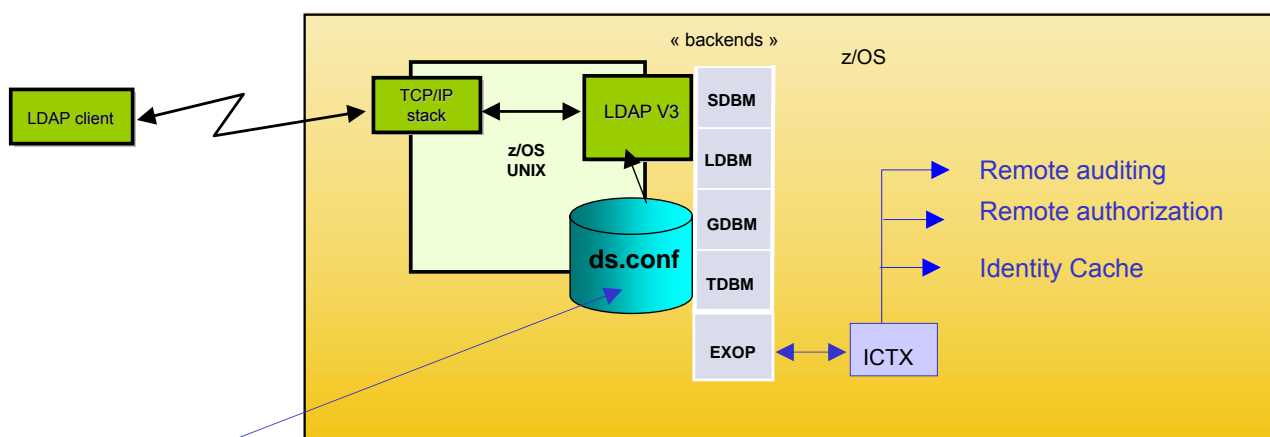 « backends »
z/OS
LDAP client
TCP/IP
stack
LDAP V3
z/OS
UNIX
ds.conf
SDBM
LDBM
GDBM
TDBM
EXOP
ICTX
Remote auditing
Remote authorization
Identity Cache